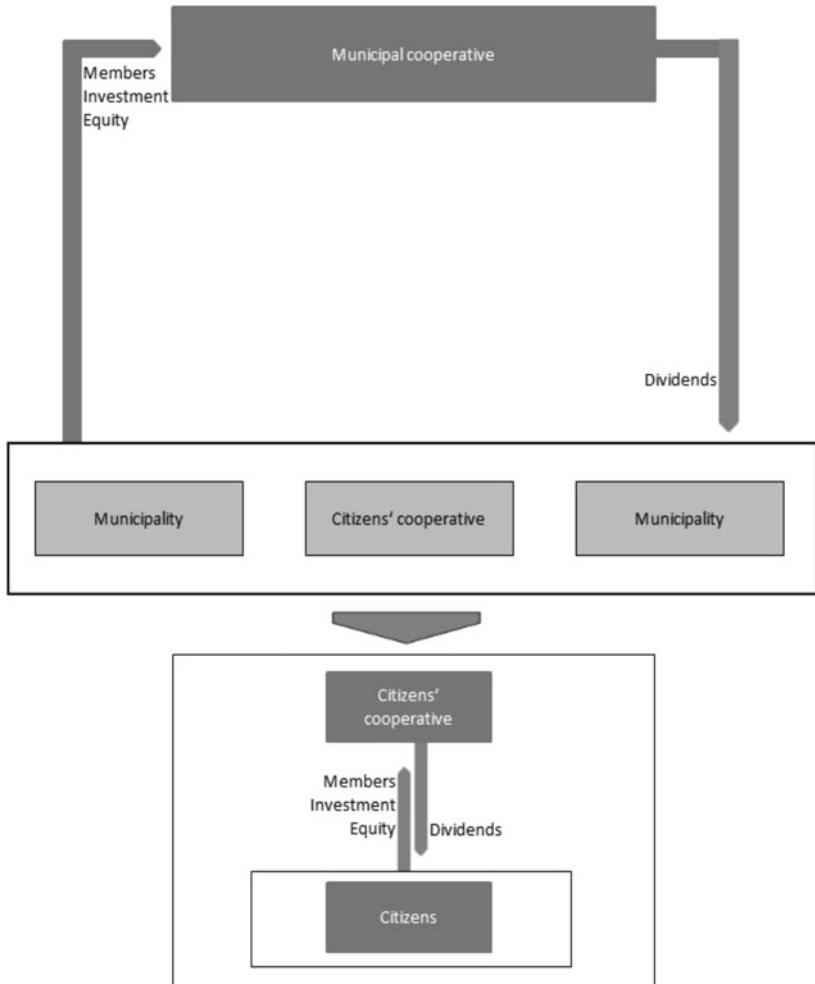 Municipal cooperative
Members
Investment
Equity
Dividends
Municipality
Citizens‘ cooperative
Municipality
Citizens‘
cooperative
Members
Investment
Equity
Dividends
Citizens